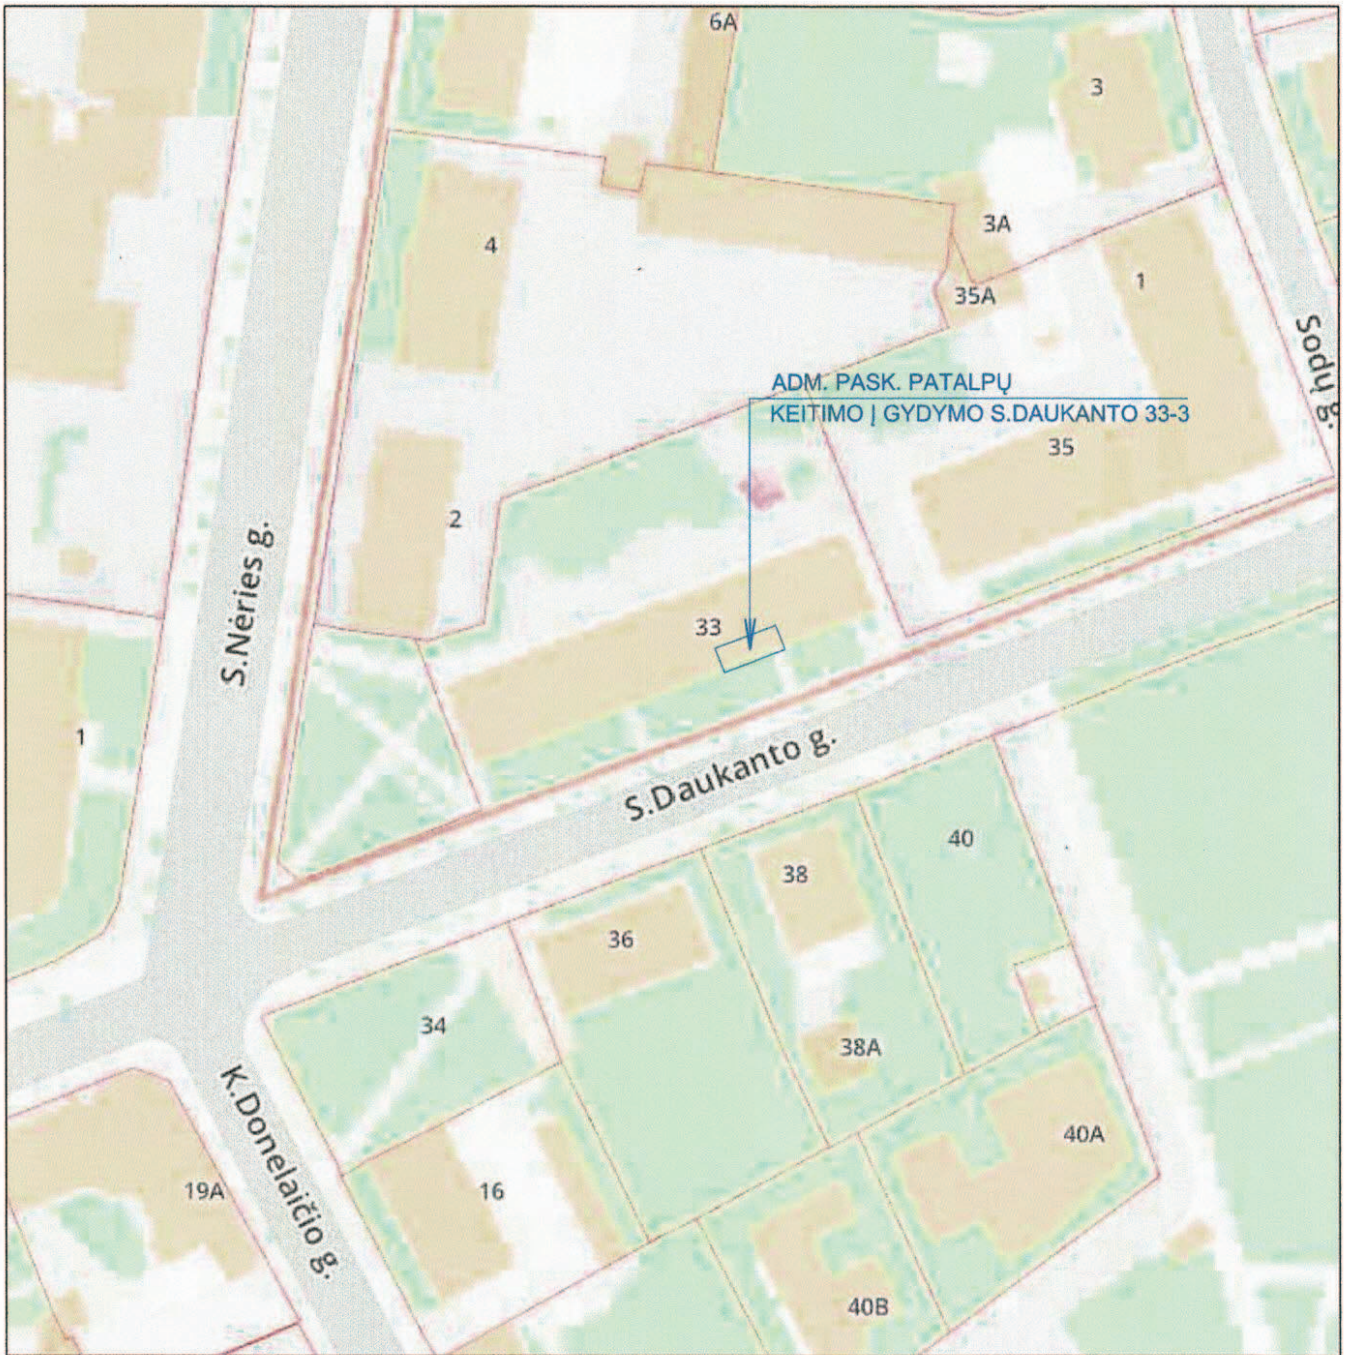 6A
3
3A
4
35A
1
Sodų g.
ADM. PASK. PATALPŲ
KEITIMO Į GYDYMO S.DAUKANTO 33-3
35
2
S.Nėries g.
33
1
S.Daukanto g.
40
38
36
34
38A
K.Donelaičio g.
40A
19A
16
40B